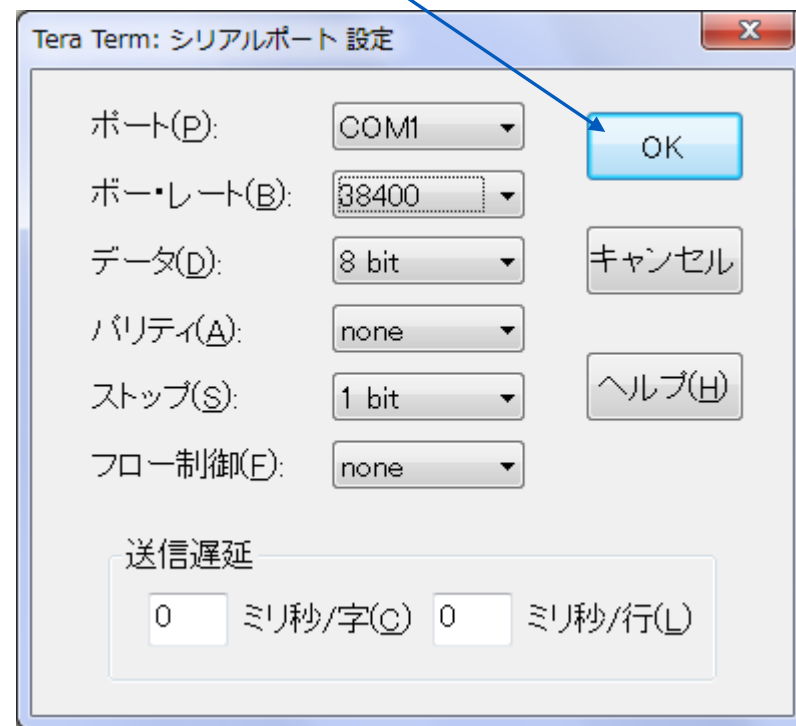 Tera Term: シリアルポート 設定
ポート(P): COM1 OK
ボー・レート(B): 38400
データ(D): 8 bit キャンセル
パリティ(A): none
ストップ(S): 1 bit ヘルプ(H)
フロー制御(F): none
送信遅延
0 ミリ秒/字(C) 0 ミリ秒/行(L)